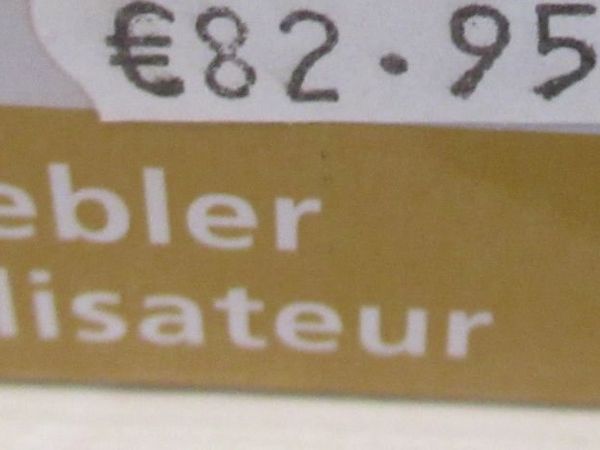 €82.95
ebler
lisateur